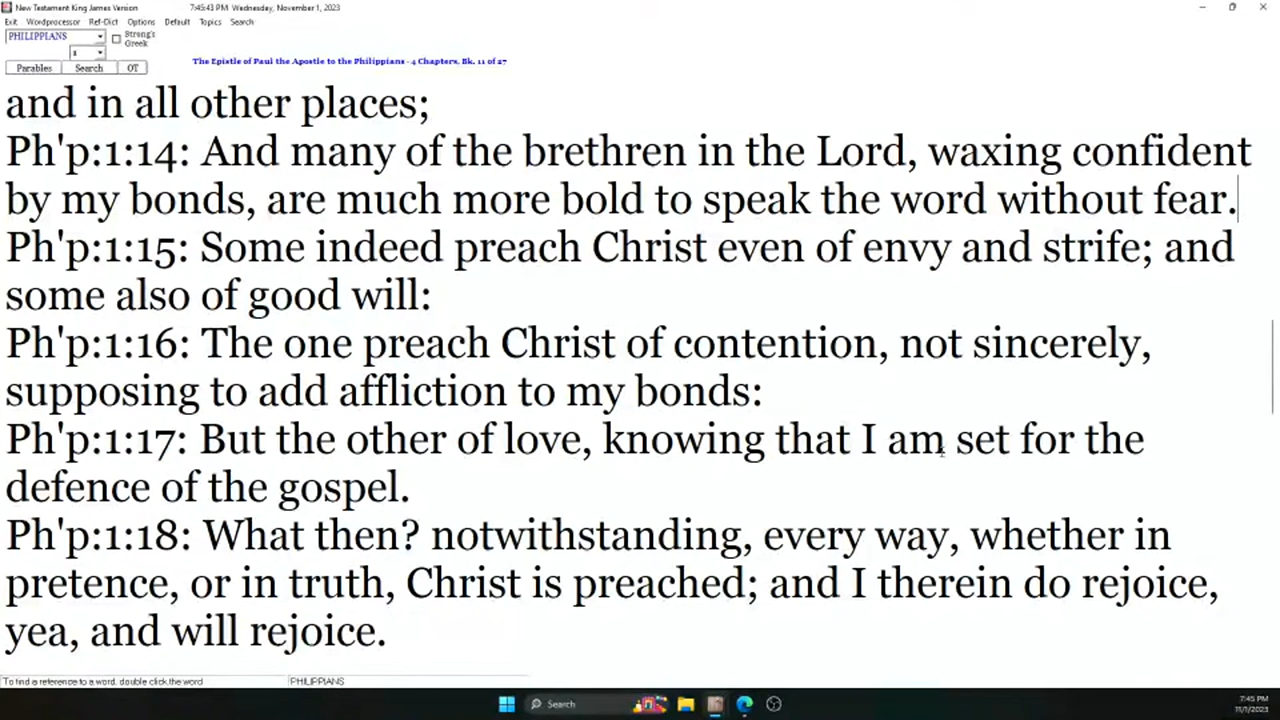 New Testament King James Version 7:45:43 PM Wednesday, November 1, 2023
Exit Wordprocessor Ref-Dict Options Default Topics Search
PHILIPPIANS
Strong's
Greek
1
Parables Search OT
The Epistle of Paul the Apostle to the Philippians - 4 Chapters, Bk. 11 of 27
and in all other places;
Ph'p:1:14: And many of the brethren in the Lord, waxing confident
by my bonds, are much more bold to speak the word without fear.
Ph'p:1:15: Some indeed preach Christ even of envy and strife; and
some also of good will:
Ph'p:1:16: The one preach Christ of contention, not sincerely,
supposing to add affliction to my bonds:
Ph'p:1:17: But the other of love, knowing that I am set for the
defence of the gospel.
Ph'p:1:18: What then? notwithstanding, every way, whether in
pretence, or in truth, Christ is preached; and I therein do rejoice,
yea, and will rejoice.
To find a reference to a word, double click the word PHILIPPIANS
Search
7:45 PM
11/1/2023